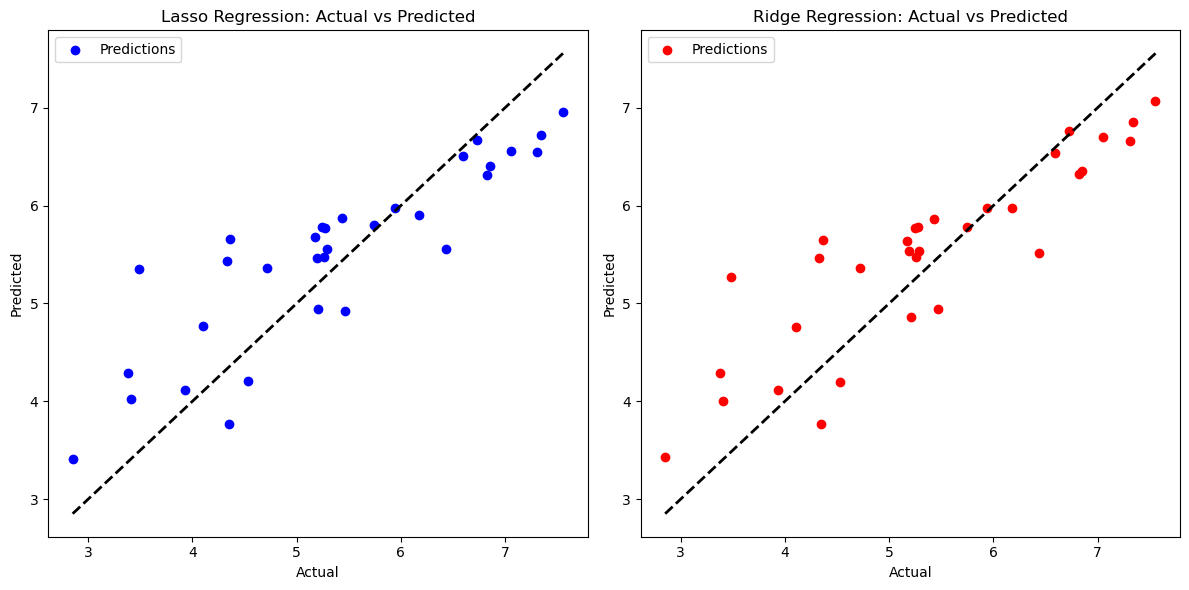 Lasso Regression: Actual vs Predicted
Predictions
7
6
5
4
3
Predicted
3 4 5 6 7
Actual
Ridge Regression: Actual vs Predicted
Predictions
7
6
5
4
3
Predicted
3 4 5 6 7
Actual